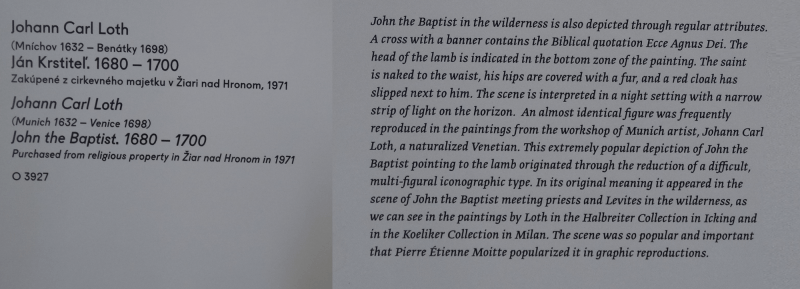 Johann Carl Loth
(Mníchov 1632 – Benátky 1698)
Ján Krstiteľ. 1680 – 1700
Zakúpené z cirkevného majetku v Žiari nad Hronom, 1971
Johann Carl Loth
(Munich 1632 – Venice 1698)
John the Baptist. 1680 – 1700
Purchased from religious property in Žiar nad Hronom in 1971
O 3927
John the Baptist in the wilderness is also depicted through regular attributes.
A cross with a banner contains the Biblical quotation Ecce Agnus Dei. The
head of the lamb is indicated in the bottom zone of the painting. The saint
is naked to the waist, his hips are covered with a fur, and a red cloak has
slipped next to him. The scene is interpreted in a night setting with a narrow
strip of light on the horizon. An almost identical figure was frequently
reproduced in the paintings from the workshop of Munich artist, Johann Carl
Loth, a naturalized Venetian. This extremely popular depiction of John the
Baptist pointing to the lamb originated through the reduction of a difficult,
multi-figural iconographic type. In its original meaning it appeared in the
scene of John the Baptist meeting priests and Levites in the wilderness, as
we can see in the paintings by Loth in the Halbreiter Collection in Icking and
in the Koeliker Collection in Milan. The scene was so popular and important
that Pierre Étienne Moitte popularized it in graphic reproductions.